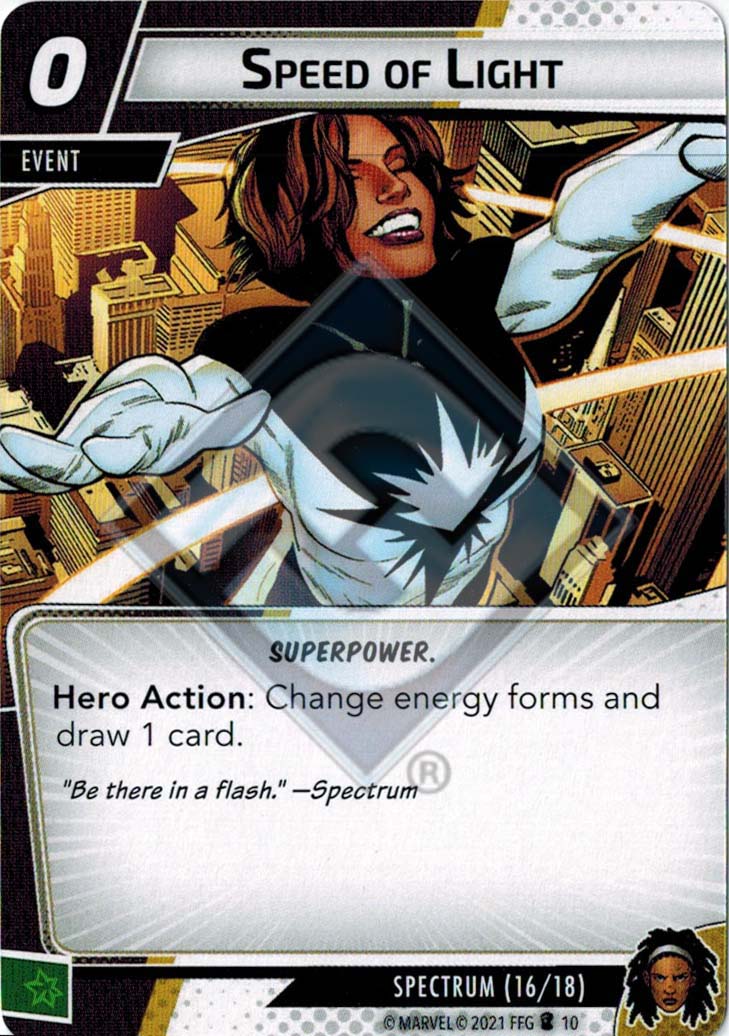 0
SPEED OF LIGHT
EVENT
SUPERPOWER.
Hero Action: Change energy forms and
draw 1 card.
"Be there in a flash." —Spectrum
®
SPECTRUM (16/18)
© MARVEL © 2021 FFG 10